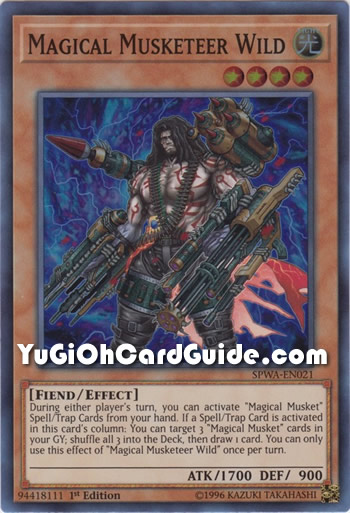 MAGICAL MUSKETEER WILD
光
YuGiOhCardGuide.com
SPWA-EN021
[FIEND/EFFECT]
During either player's turn, you can activate "Magical Musket"
Spell/Trap Cards from your hand. If a Spell/Trap Card is activated
in this card's column: You can target 3 "Magical Musket" cards in
your GY; shuffle all 3 into the Deck, then draw 1 card. You can only
use this effect of "Magical Musketeer Wild" once per turn.
ATK/1700 DEF/ 900
94418111 1st Edition ©1996 KAZUKI TAKAHASHI